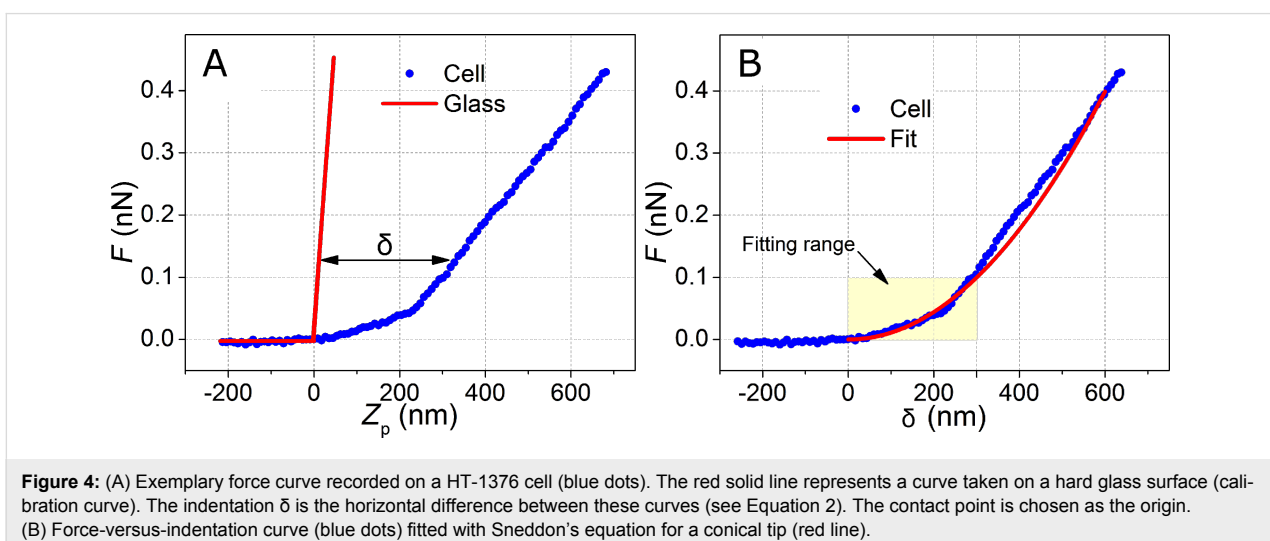 A
Cell
Glass
0.4
0.3
0.2
0.1
0.0
F (nN)
δ
-200 0 200 400 600
Zp (nm)
B
Cell
Fit
0.4
0.3
0.2
0.1
0.0
F (nN)
Fitting range
-200 0 200 400 600
δ (nm)
Figure 4: (A) Exemplary force curve recorded on a HT-1376 cell (blue dots). The red solid line represents a curve taken on a hard glass surface (cali-
bration curve). The indentation δ is the horizontal difference between these curves (see Equation 2). The contact point is chosen as the origin.
(B) Force-versus-indentation curve (blue dots) fitted with Sneddon's equation for a conical tip (red line).